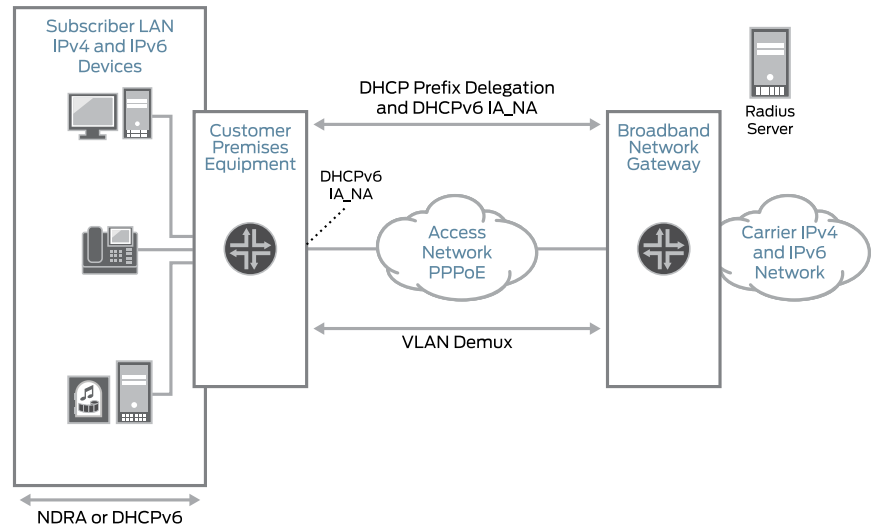 Subscriber LAN
IPv4 and IPv6
Devices
DHCP Prefix Delegation
and DHCPv6 IA_NA
Radius
Server
Customer
Premises
Equipment
Broadband
Network
Gateway
DHCPv6
IA_NA
Access
Network
PPPoE
Carrier IPv4
and IPv6
Network
VLAN Demux
NDRA or DHCPv6